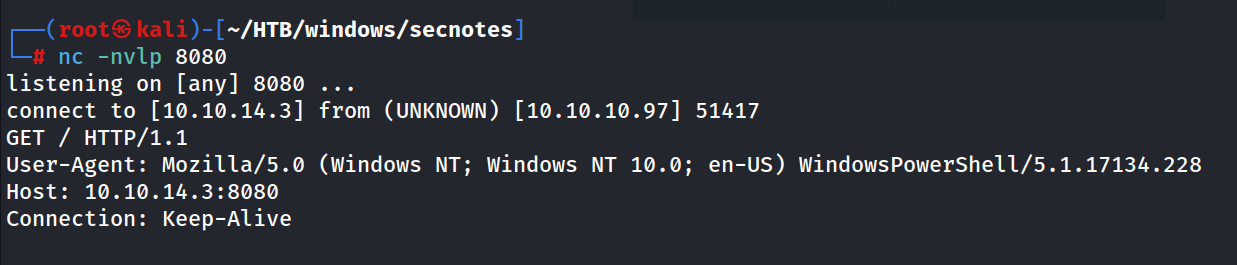 ┌──(root㉿kali)-[~/HTB/windows/secnotes]
└─# nc -nvlp 8080
listening on [any] 8080 ...
connect to [10.10.14.3] from (UNKNOWN) [10.10.10.97] 51417
GET / HTTP/1.1
User-Agent: Mozilla/5.0 (Windows NT; Windows NT 10.0; en-US) WindowsPowerShell/5.1.17134.228
Host: 10.10.14.3:8080
Connection: Keep-Alive